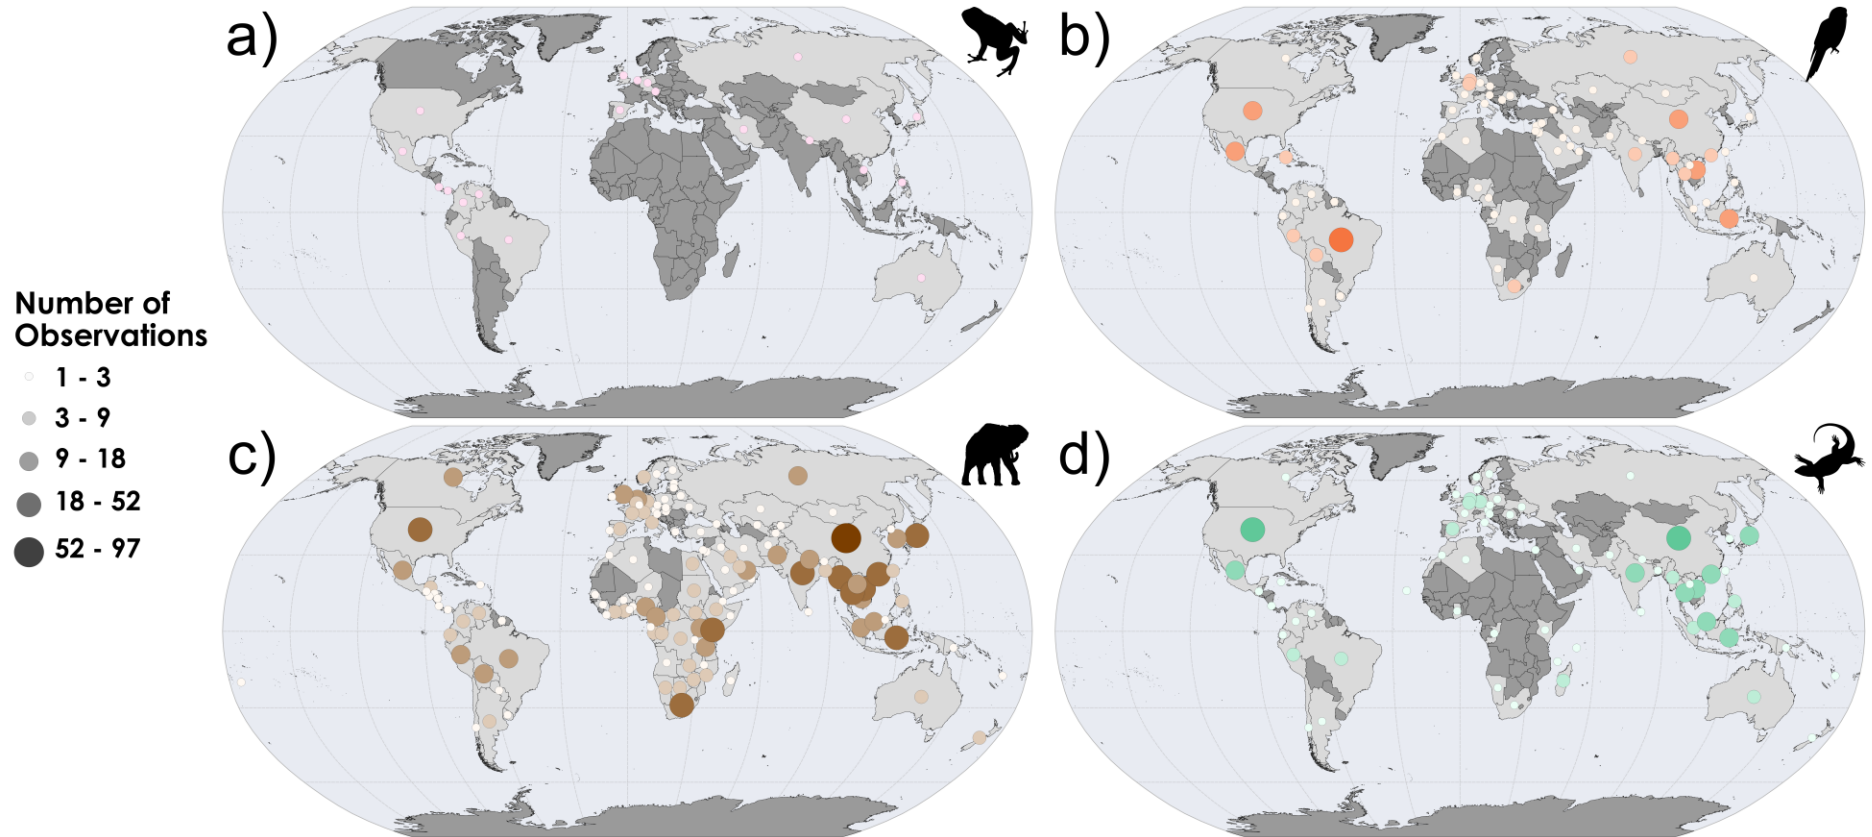 a)
b)
Number of
Observations
1 - 3
3 - 9
9 - 18
18 - 52
52 - 97
c)
d)